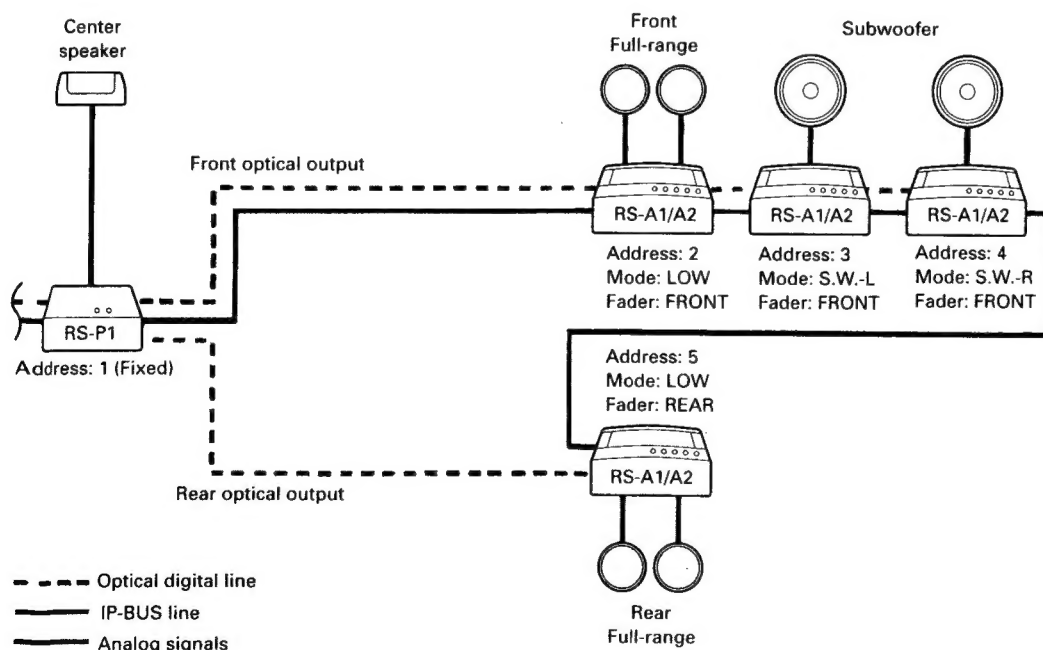 Center
speaker
Front
Full-range
Subwoofer
Front optical output
RS-A1/A2
RS-A1/A2
RS-A1/A2
Address: 2
Mode: LOW
Fader: FRONT
Address: 3
Mode: S.W.-L
Fader: FRONT
Address: 4
Mode: S.W.-R
Fader: FRONT
RS-P1
Address: 1 (Fixed)
Address: 5
Mode: LOW
Fader: REAR
RS-A1/A2
Rear optical output
Rear
Full-range
Optical digital line
IP-BUS line
Analog signals